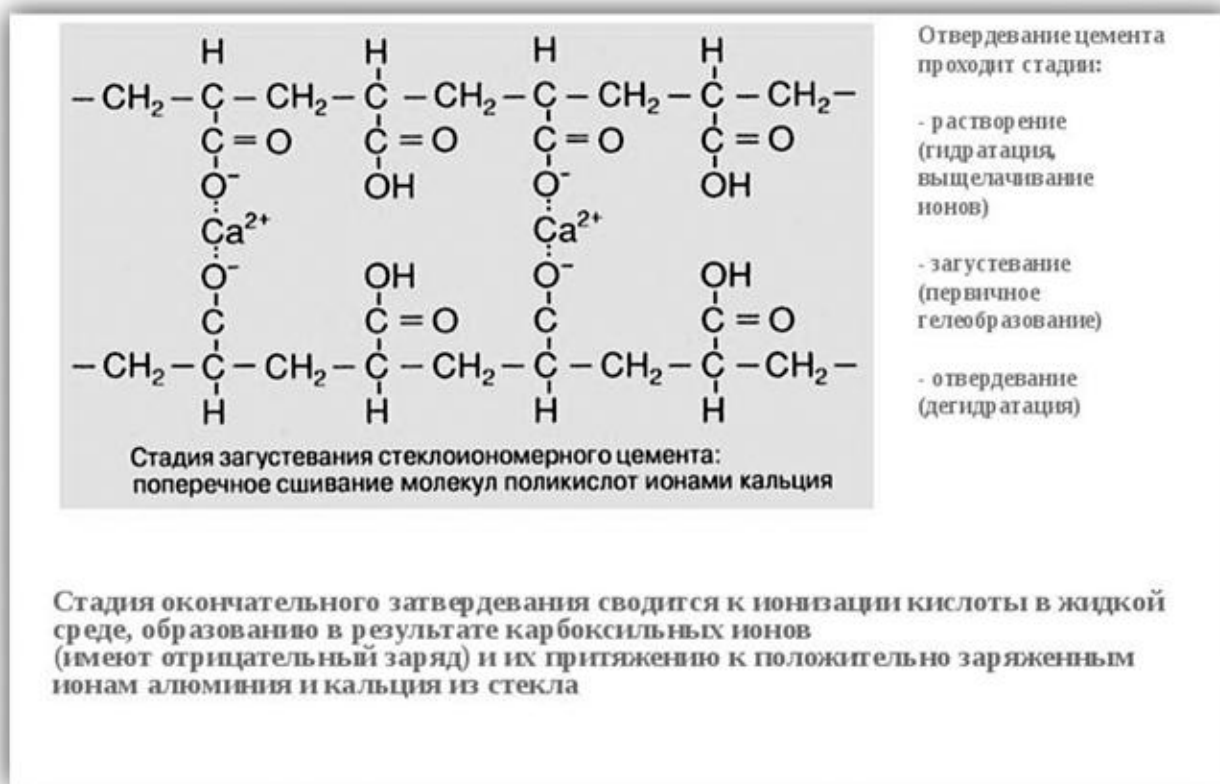 H H H H
–CH₂–C–CH₂–C–CH₂–C–CH₂–C–CH₂–
C=O C=O C=O C=O
O⁻ OH O⁻ OH
Ca²⁺ Ca²⁺
O⁻ OH O⁻ OH
C C=O C C=O
–CH₂–C–CH₂–C–CH₂–C–CH₂–C–CH₂–
H H H H
Стадия загустевания стеклоиономерного цемента:
поперечное сшивание молекул поликислот ионами кальция
Отвердевание цемента
проходит стадии:
- растворение
(гидратация,
выщелачивание
ионов)
- загустевание
(первичное
гелеобразование)
- отвердевание
(дегидратация)
Стадия окончательного затвердевания сводится к ионизации кислоты в жидкой
среде, образованию в результате карбоксильных ионов
(имеют отрицательный заряд) и их притяжению к положительно заряженным
ионам алюминия и кальция из стекла